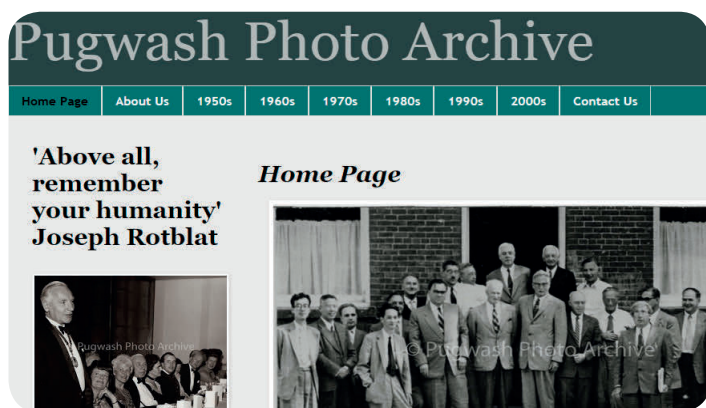 Pugwash Photo Archive
Home Page About Us 1950s 1960s 1970s 1980s 1990s 2000s Contact Us
'Above all,
remember
your humanity'
Joseph Rotblat
Home Page
Pugwash Photo Archive
© Pugwash Photo Archive